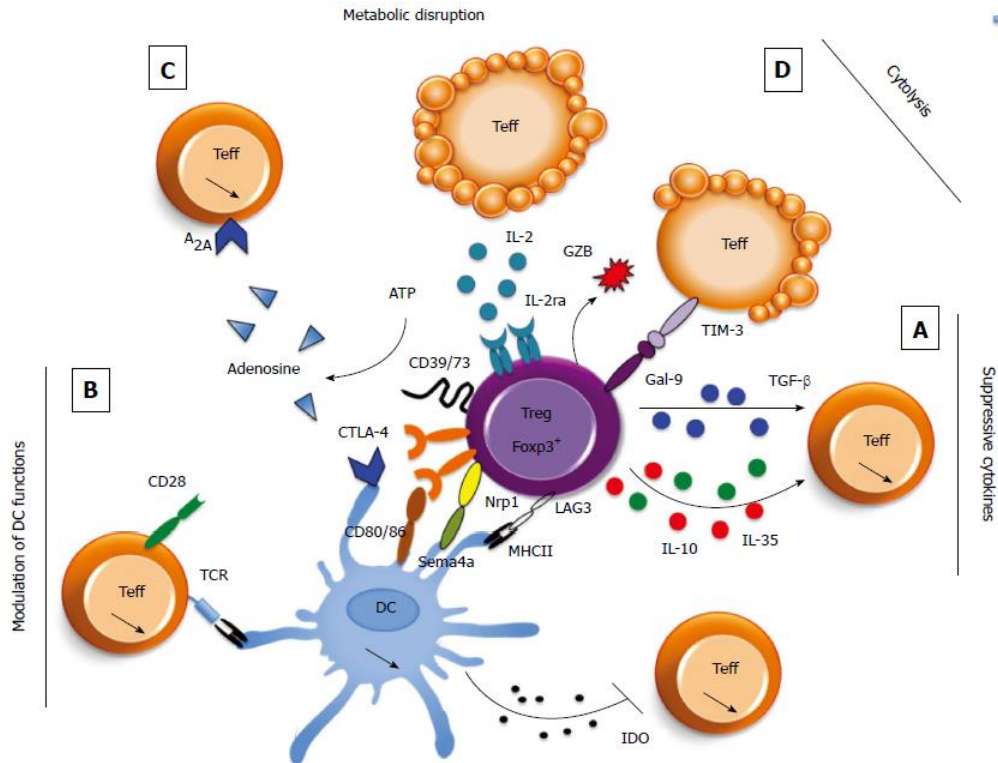 Metabolic disruption
C
D
Cytolysis
Teff
Teff
A2A
IL-2
GZB
Teff
ATP
IL-2ra
TIM-3
A
Adenosine
CD39/73
Gal-9
TGF-β
B
Treg
Foxp3+
Teff
Suppressive cytokines
CTLA-4
CD28
Nrp1
LAG3
CD80/86
IL-10
IL-35
MHCII
Sema4a
Modulation of DC functions
TCR
Teff
DC
Teff
IDO